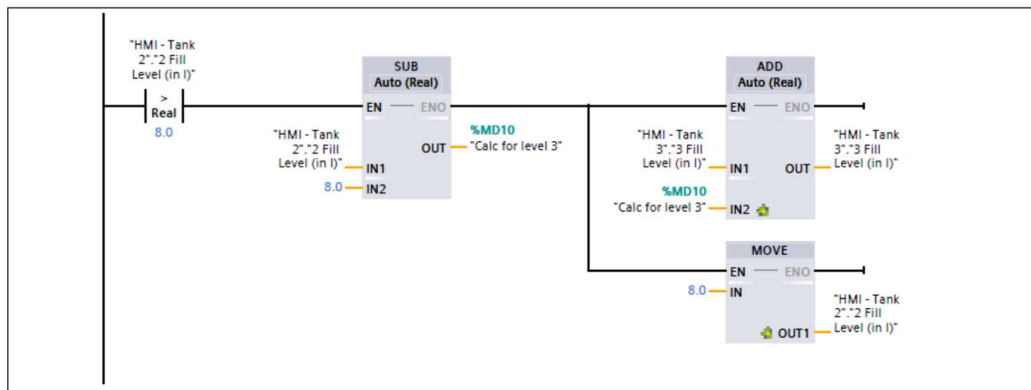 "HMI - Tank
2"."2 Fill
Level (in l)"
>
Real
8.0
SUB
Auto (Real)
EN
ENO
"HMI - Tank
2"."2 Fill
Level (in l)"
IN1
8.0
IN2
OUT
%MD10
"Calc for level 3"
ADD
Auto (Real)
EN
ENO
"HMI - Tank
3"."3 Fill
Level (in l)"
IN1
%MD10
"Calc for level 3"
IN2
OUT
"HMI - Tank
3"."3 Fill
Level (in l)"
MOVE
EN
ENO
8.0
IN
OUT1
"HMI - Tank
2"."2 Fill
Level (in l)"